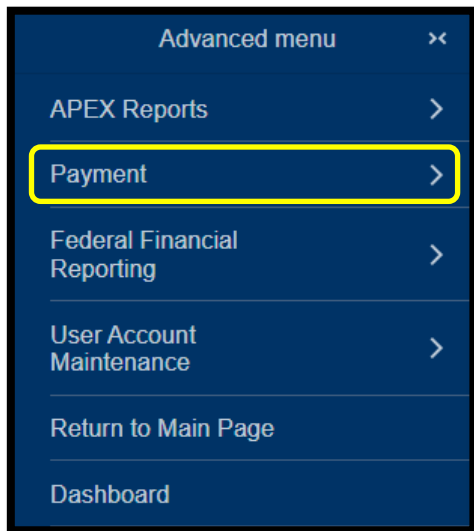 Advanced menu
APEX Reports
Payment
Federal Financial
Reporting
User Account
Maintenance
Return to Main Page
Dashboard